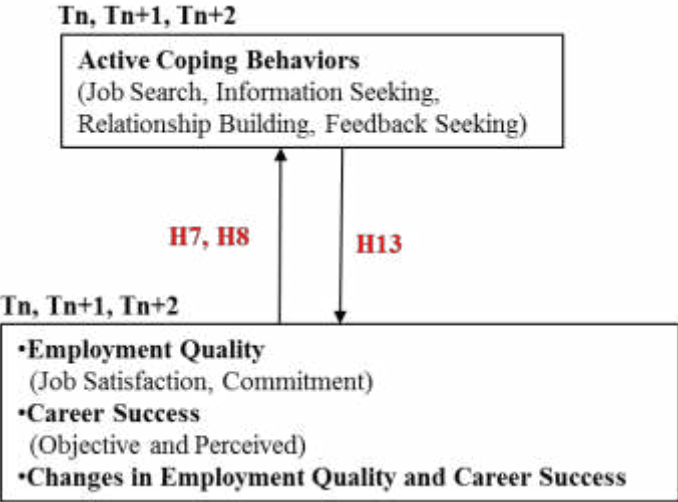 Tn, Tn+1, Tn+2
Active Coping Behaviors
(Job Search, Information Seeking,
Relationship Building, Feedback Seeking)
H7, H8
H13
Tn, Tn+1, Tn+2
•Employment Quality
(Job Satisfaction, Commitment)
•Career Success
(Objective and Perceived)
•Changes in Employment Quality and Career Success